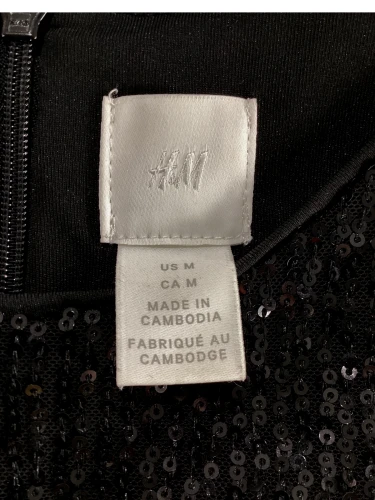 H&M
US M
CA M
MADE IN
CAMBODIA
FABRIQUÉ AU
CAMBODGE